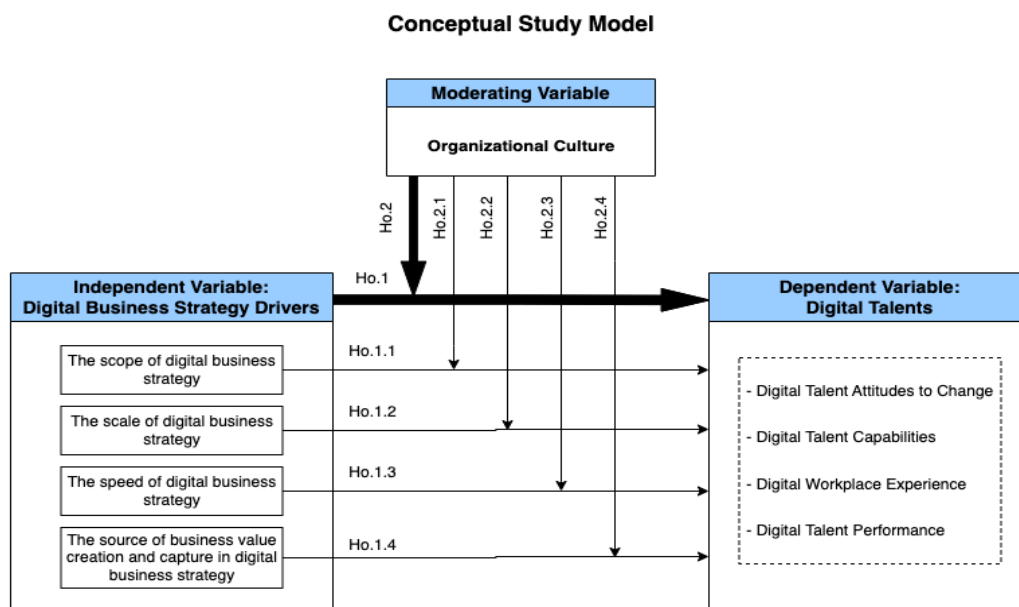 Conceptual Study Model
Moderating Variable
Organizational Culture
Ho.2
Ho.2.1
Ho.2.2
Ho.2.3
Ho.2.4
Independent Variable:
Digital Business Strategy Drivers
Ho.1
Dependent Variable:
Digital Talents
The scope of digital business
strategy
Ho.1.1
The scale of digital business
strategy
Ho.1.2
The speed of digital business
strategy
Ho.1.3
The source of business value
creation and capture in digital
business strategy
Ho.1.4
- Digital Talent Attitudes to Change
- Digital Talent Capabilities
- Digital Workplace Experience
- Digital Talent Performance